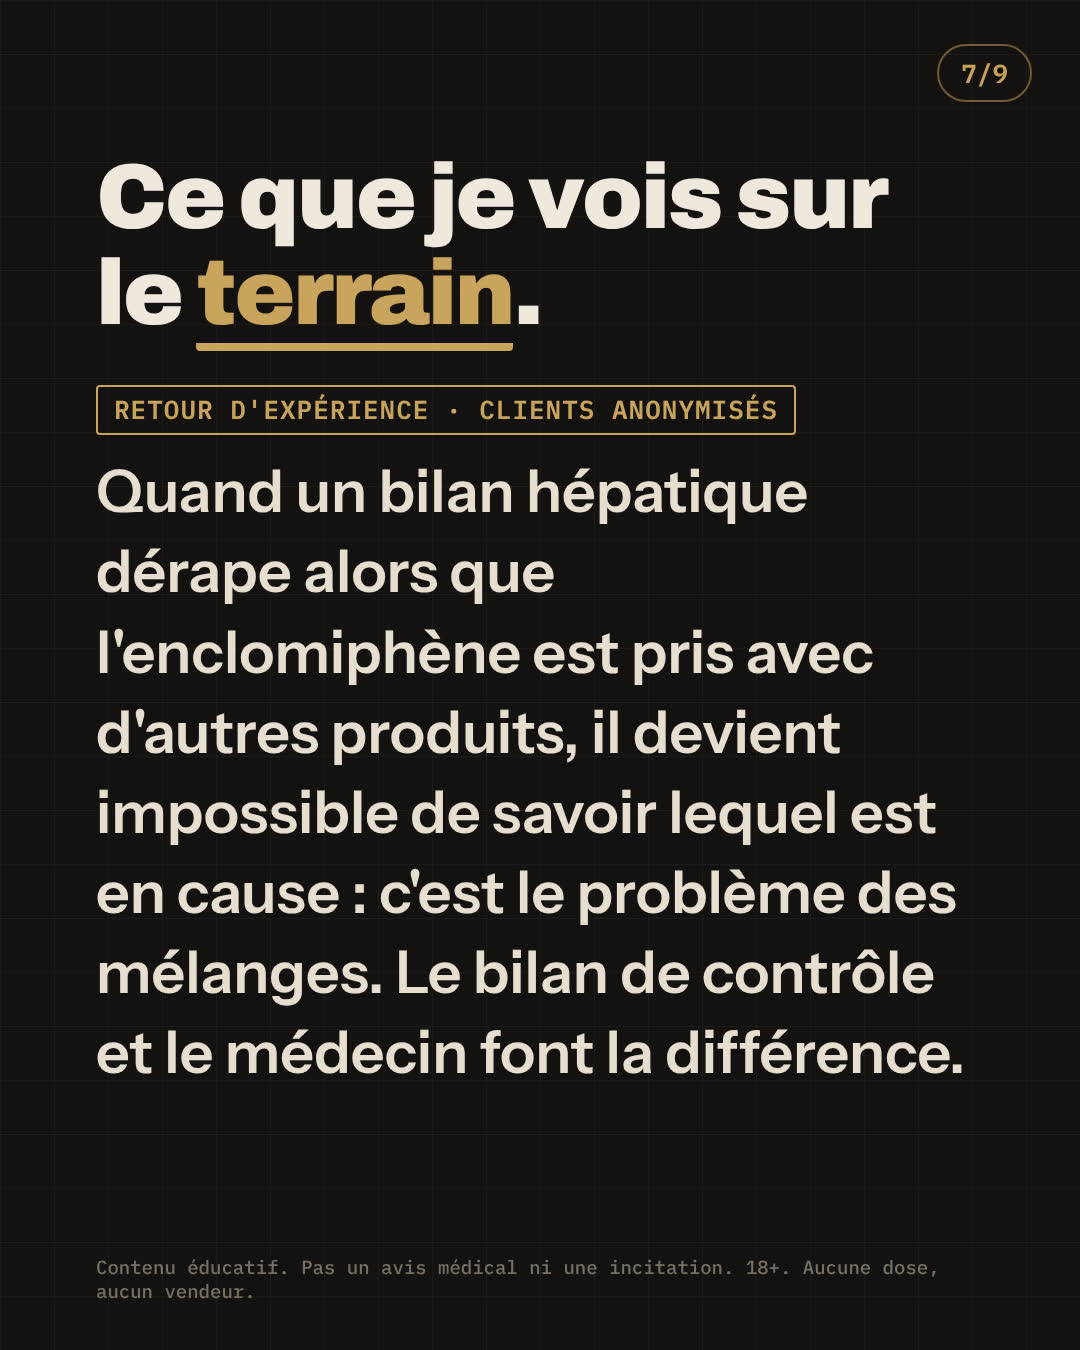 7/9
Ce que je vois sur
le terrain.
RETOUR D'EXPÉRIENCE · CLIENTS ANONYMISÉS
Quand un bilan hépatique
dérape alors que
l'enclomiphène est pris avec
d'autres produits, il devient
impossible de savoir lequel est
en cause : c'est le problème des
mélanges. Le bilan de contrôle
et le médecin font la différence.
Contenu éducatif. Pas un avis médical ni une incitation. 18+. Aucune dose,
aucun vendeur.